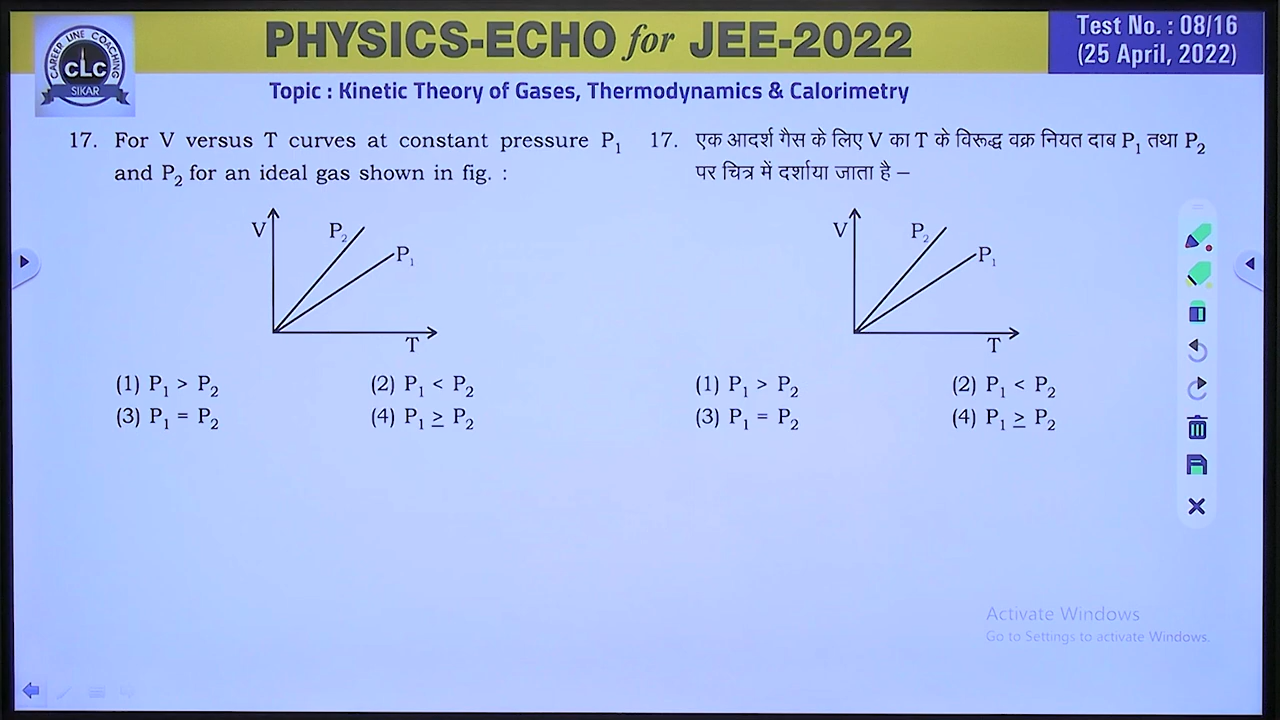 PHYSICS-ECHO for JEE-2022
Test No. : 08/16
(25 April, 2022)
CAREER LINE COACHING
CLC
SIKAR
Topic : Kinetic Theory of Gases, Thermodynamics & Calorimetry
17. For V versus T curves at constant pressure P₁
and P₂ for an ideal gas shown in fig. :
V
P₂
P₁
T
(1) P₁ > P₂ (2) P₁ < P₂
(3) P₁ = P₂ (4) P₁ ≥ P₂
17. एक आदर्श गैस के लिए V का T के विरूद्ध वक्र नियत दाब P₁ तथा P₂
पर चित्र में दर्शाया जाता है –
V
P₂
P₁
T
(1) P₁ > P₂ (2) P₁ < P₂
(3) P₁ = P₂ (4) P₁ ≥ P₂
Activate Windows
Go to Settings to activate Windows.